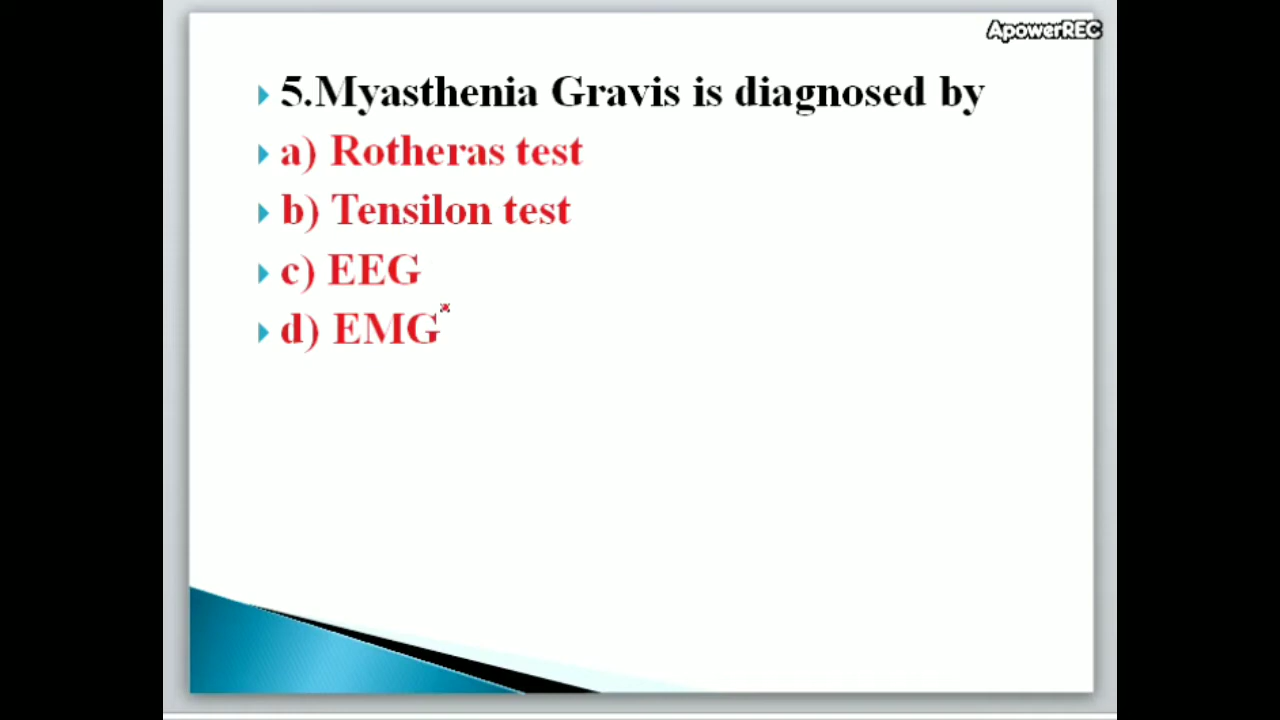 ApowerREC
5.Myasthenia Gravis is diagnosed by
a) Rotheras test
b) Tensilon test
c) EEG
d) EMG